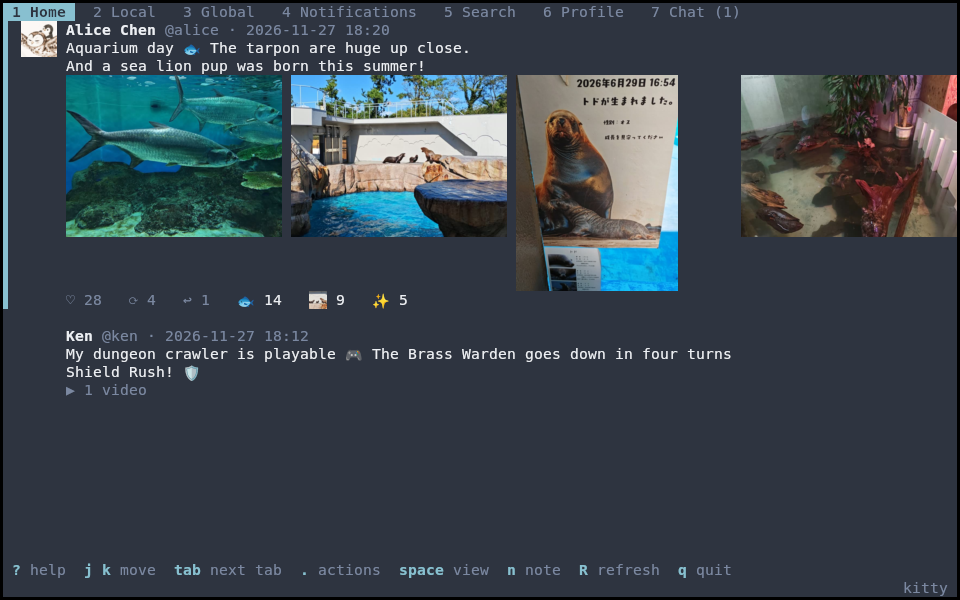 1 Home 2 Local 3 Global 4 Notifications 5 Search 6 Profile 7 Chat (1)
Alice Chen @alice · 2026-11-27 18:20
Aquarium day 🐟 The tarpon are huge up close.
And a sea lion pup was born this summer!
2026年6月29日 16:54
トドが生まれました。
♡ 28 ⟳ 4 ↩ 1 🐟 14 9 ✨ 5
Ken @ken · 2026-11-27 18:12
My dungeon crawler is playable 🎮 The Brass Warden goes down in four turns
Shield Rush! 🛡️
▶ 1 video
? help j k move tab next tab . actions space view n note R refresh q quit
kitty